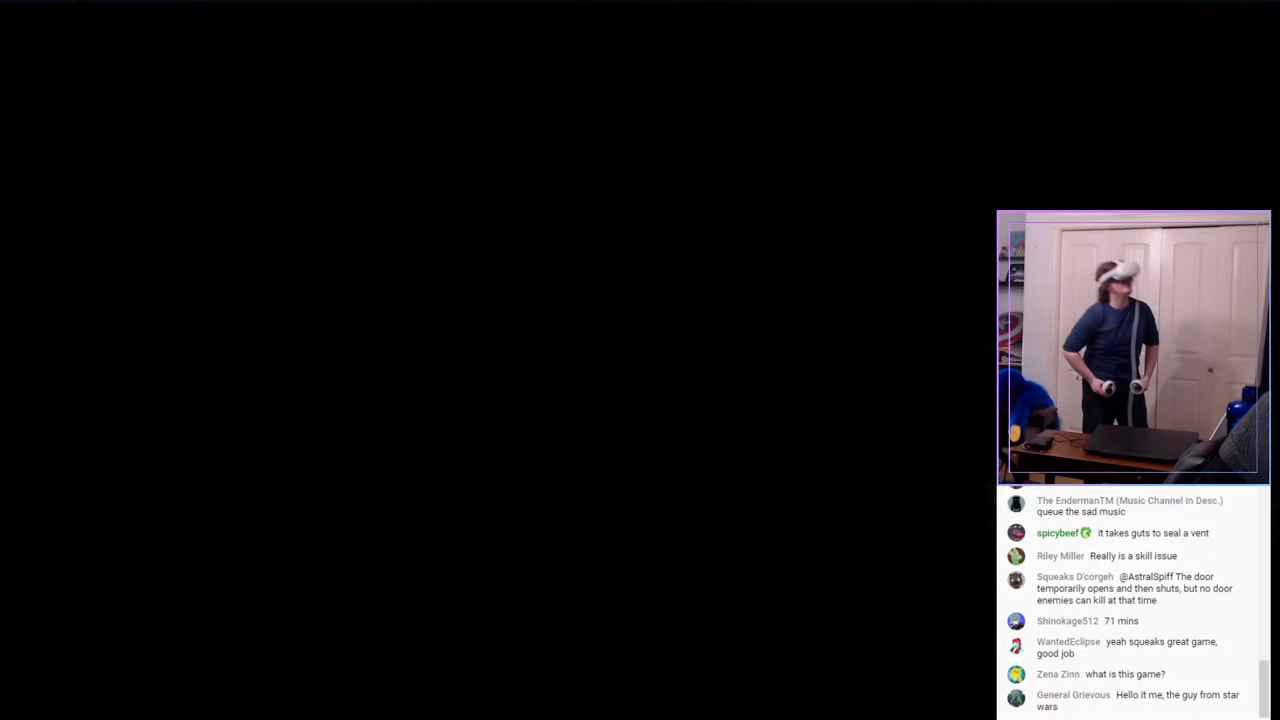 The EndermanTM (Music Channel In Desc.)
queue the sad music
spicybeef it takes guts to seal a vent
Riley Miller Really is a skill issue
Squeaks D'corgeh @AstralSpiff The door
temporarily opens and then shuts, but no door
enemies can kill at that time
Shinokage512 71 mins
WantedEclipse yeah squeaks great game,
good job
Zena Zinn what is this game?
General Grievous Hello it me, the guy from star
wars